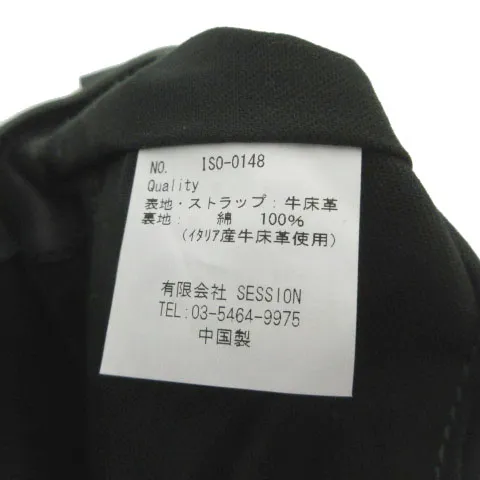 NO. ISO-0148
Quality
表地・ストラップ：牛床革
裏地： 綿 100%
（ｲﾀﾘｱ産牛床革使用）
有限会社 SESSION
TEL:03-5464-9975
中国製